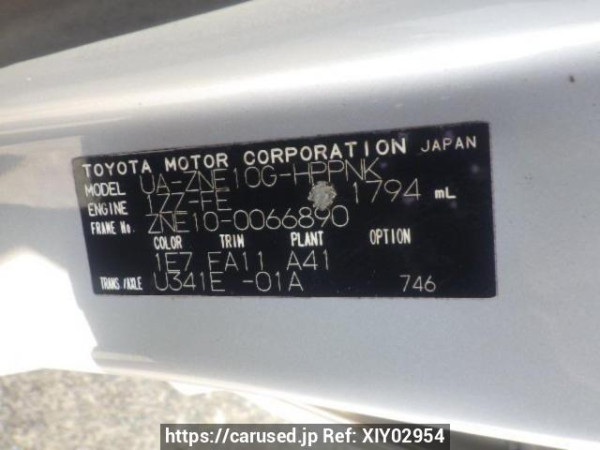 TOYOTA MOTOR CORPORATION JAPAN
MODEL UA-ZNE10G-HPPNK
ENGINE 1ZZ-FE 1794 mL
FRAME No. ZNE10-0066890
COLOR TRIM PLANT OPTION
1E7 FA11 A41
TRANS/AXLE U341E -01A 746
https://carused.jp Ref: XIY02954